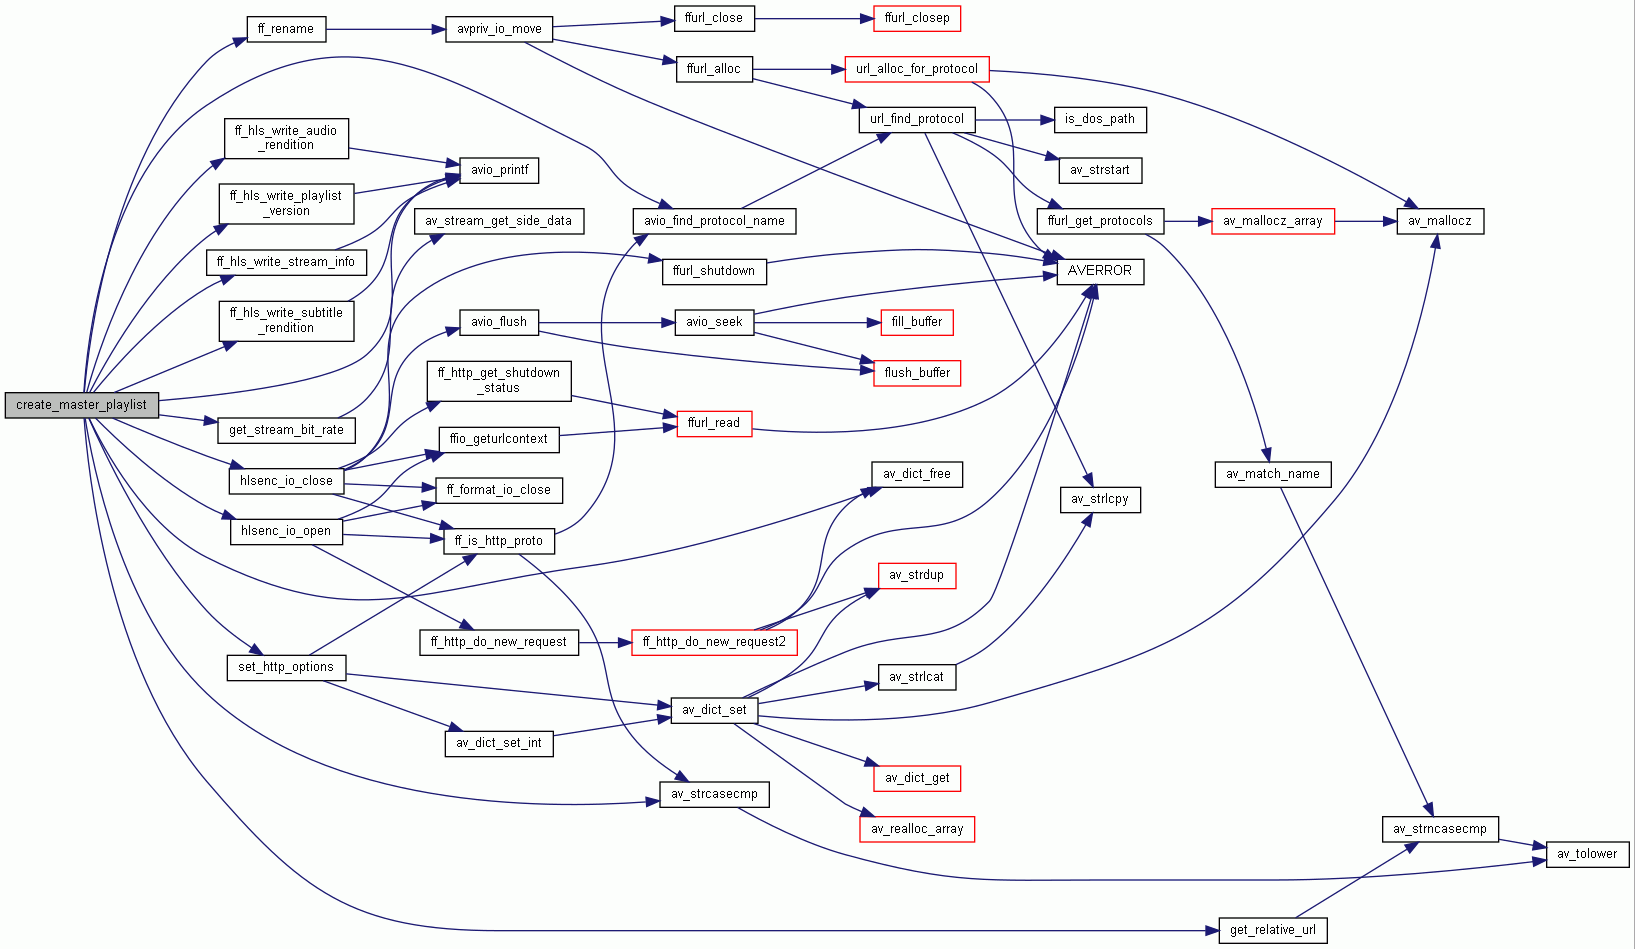 create_master_playlist
ff_rename
ff_hls_write_audio
_rendition
ff_hls_write_playlist
_version
ff_hls_write_stream_info
ff_hls_write_subtitle
_rendition
get_stream_bit_rate
hlsenc_io_close
hlsenc_io_open
set_http_options
avpriv_io_move
avio_printf
av_stream_get_side_data
avio_flush
ff_http_get_shutdown
_status
ffio_geturlcontext
ff_format_io_close
ff_is_http_proto
ff_http_do_new_request
av_dict_set_int
ffurl_close
ffurl_alloc
avio_find_protocol_name
ffurl_shutdown
avio_seek
ffurl_read
ff_http_do_new_request2
av_dict_set
av_strcasecmp
ffurl_closep
url_alloc_for_protocol
url_find_protocol
fill_buffer
flush_buffer
av_dict_free
av_strdup
av_strlcat
av_dict_get
av_realloc_array
is_dos_path
av_strstart
ffurl_get_protocols
AVERROR
av_strlcpy
av_mallocz_array
av_match_name
get_relative_url
av_mallocz
av_strncasecmp
av_tolower